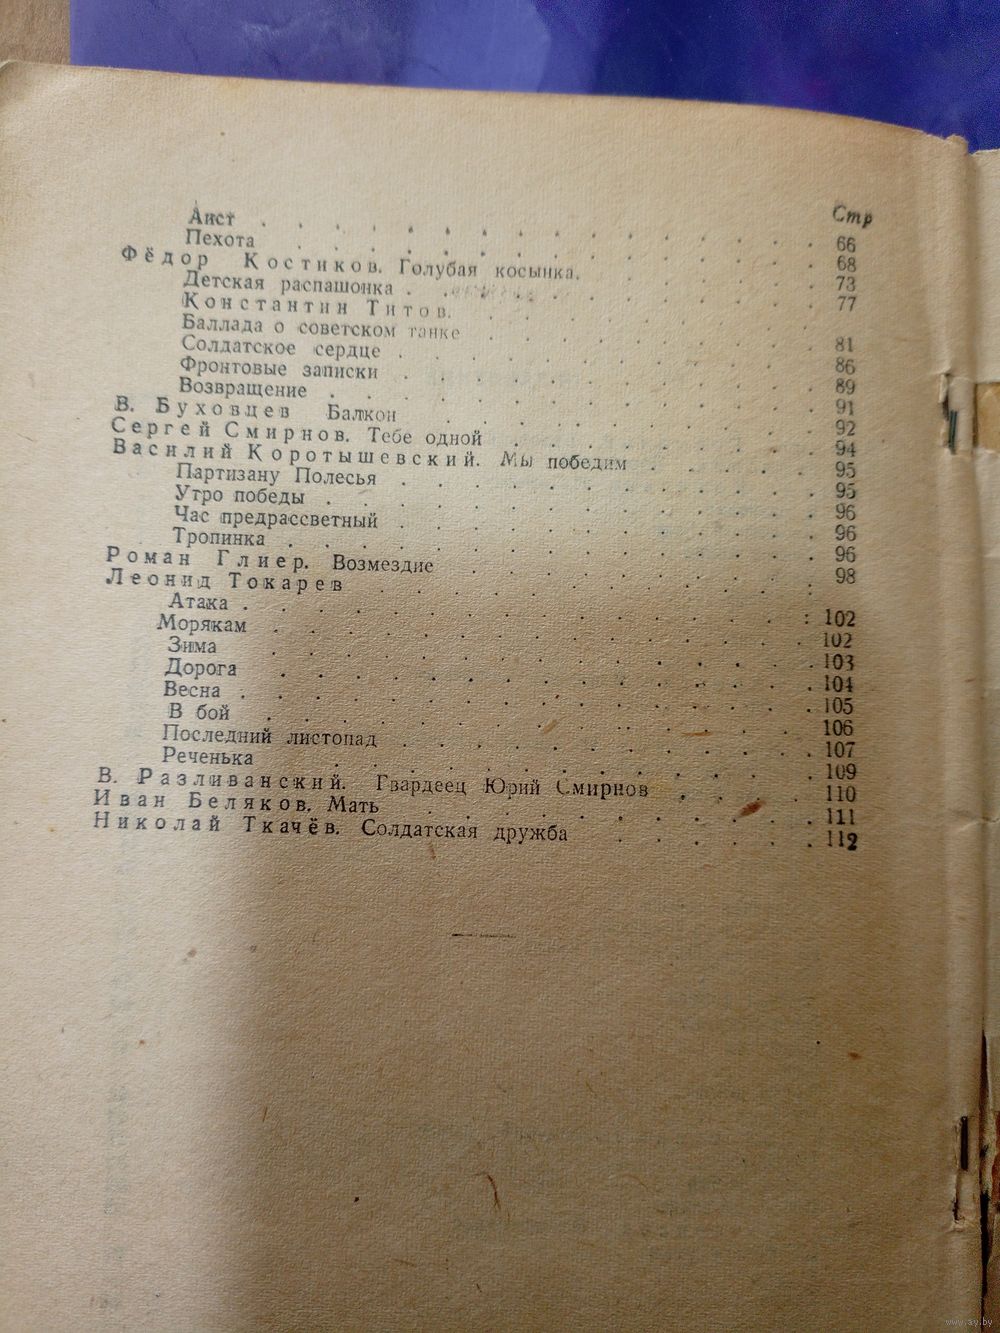 Стр
Аист . . . . . . . . . . . . . 66
Пехота . . . . . . . . . . . . 68
Фёдор Костиков. Голубая косынка. 73
Детская распашонка . . . . . . . . 77
Константин Титов. . . . . . . . .
Баллада о советском танке . . . . . . 81
Солдатское сердце . . . . . . . . . 86
Фронтовые записки . . . . . . . . . 89
Возвращение . . . . . . . . . . . 91
В. Буховцев Балкон . . . . . . . . . 92
Сергей Смирнов. Тебе одной . . . . . . 94
Василий Коротышевский. Мы победим . . . . 95
Партизану Полесья . . . . . . . . . 95
Утро победы . . . . . . . . . . . 96
Час предрассветный . . . . . . . . . 96
Тропинка . . . . . . . . . . . . 96
Роман Глиер. Возмездие . . . . . . . . 98
Леонид Токарев . . . . . . . . . . :
Атака . . . . . . . . . . . . . : 102
Морякам . . . . . . . . . . . . 102
Зима . . . . . . . . . . . . . 103
Дорога . . . . . . . . . . . . . 104
Весна . . . . . . . . . . . . . 105
В бой . . . . . . . . . . . . . 106
Последний листопад . . . . . . . . . 107
Реченька . . . . . . . . . . . . 109
В. Разливанский. Гвардеец Юрий Смирнов . . . . 110
Иван Беляков. Мать . . . . . . . . . 111
Николай Ткачёв. Солдатская дружба . . . . . . 112
www.ay.by